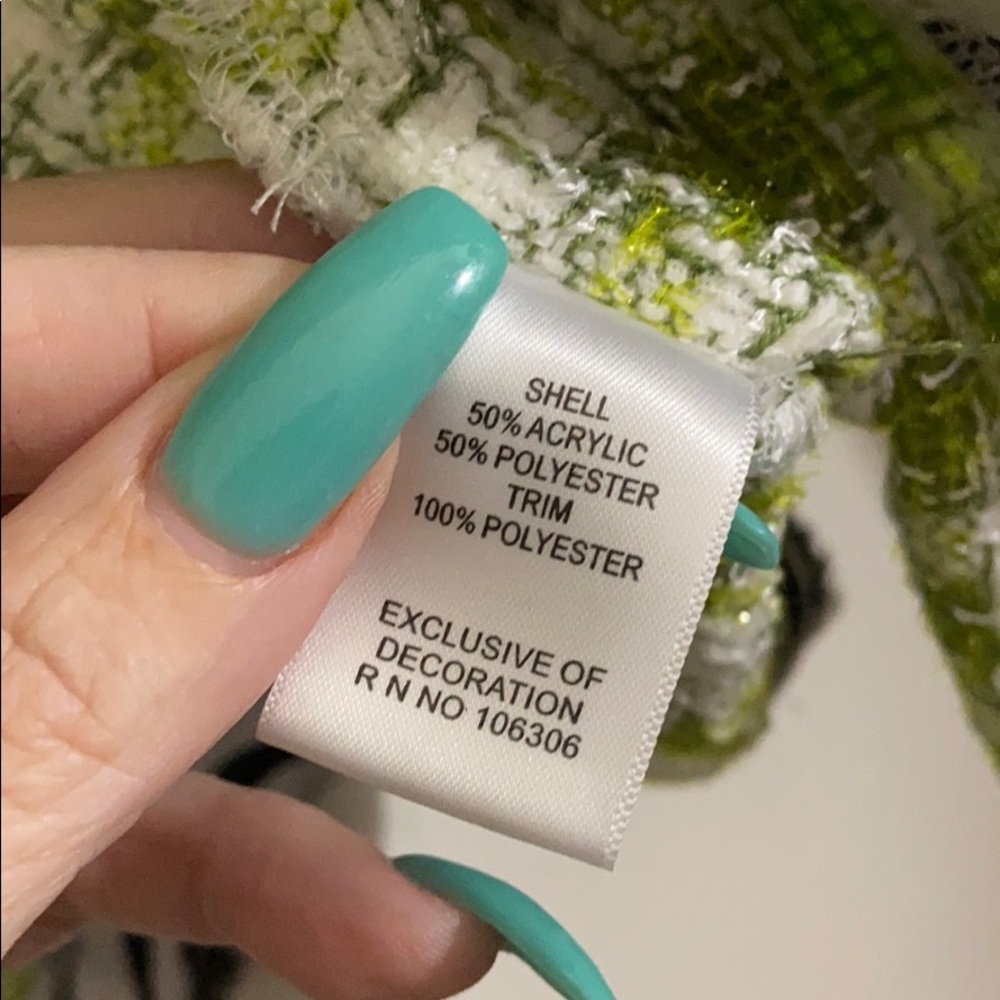 SHELL
50% ACRYLIC
50% POLYESTER
TRIM
100% POLYESTER
EXCLUSIVE OF
DECORATION
R N NO 106306